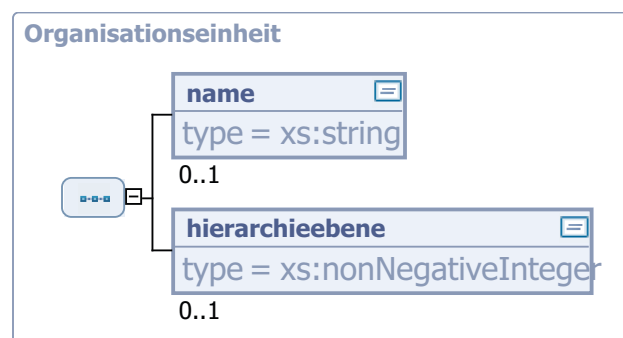 Organisationseinheit
name
type = xs:string
0..1
hierarchieebene
type = xs:nonNegativeInteger
0..1